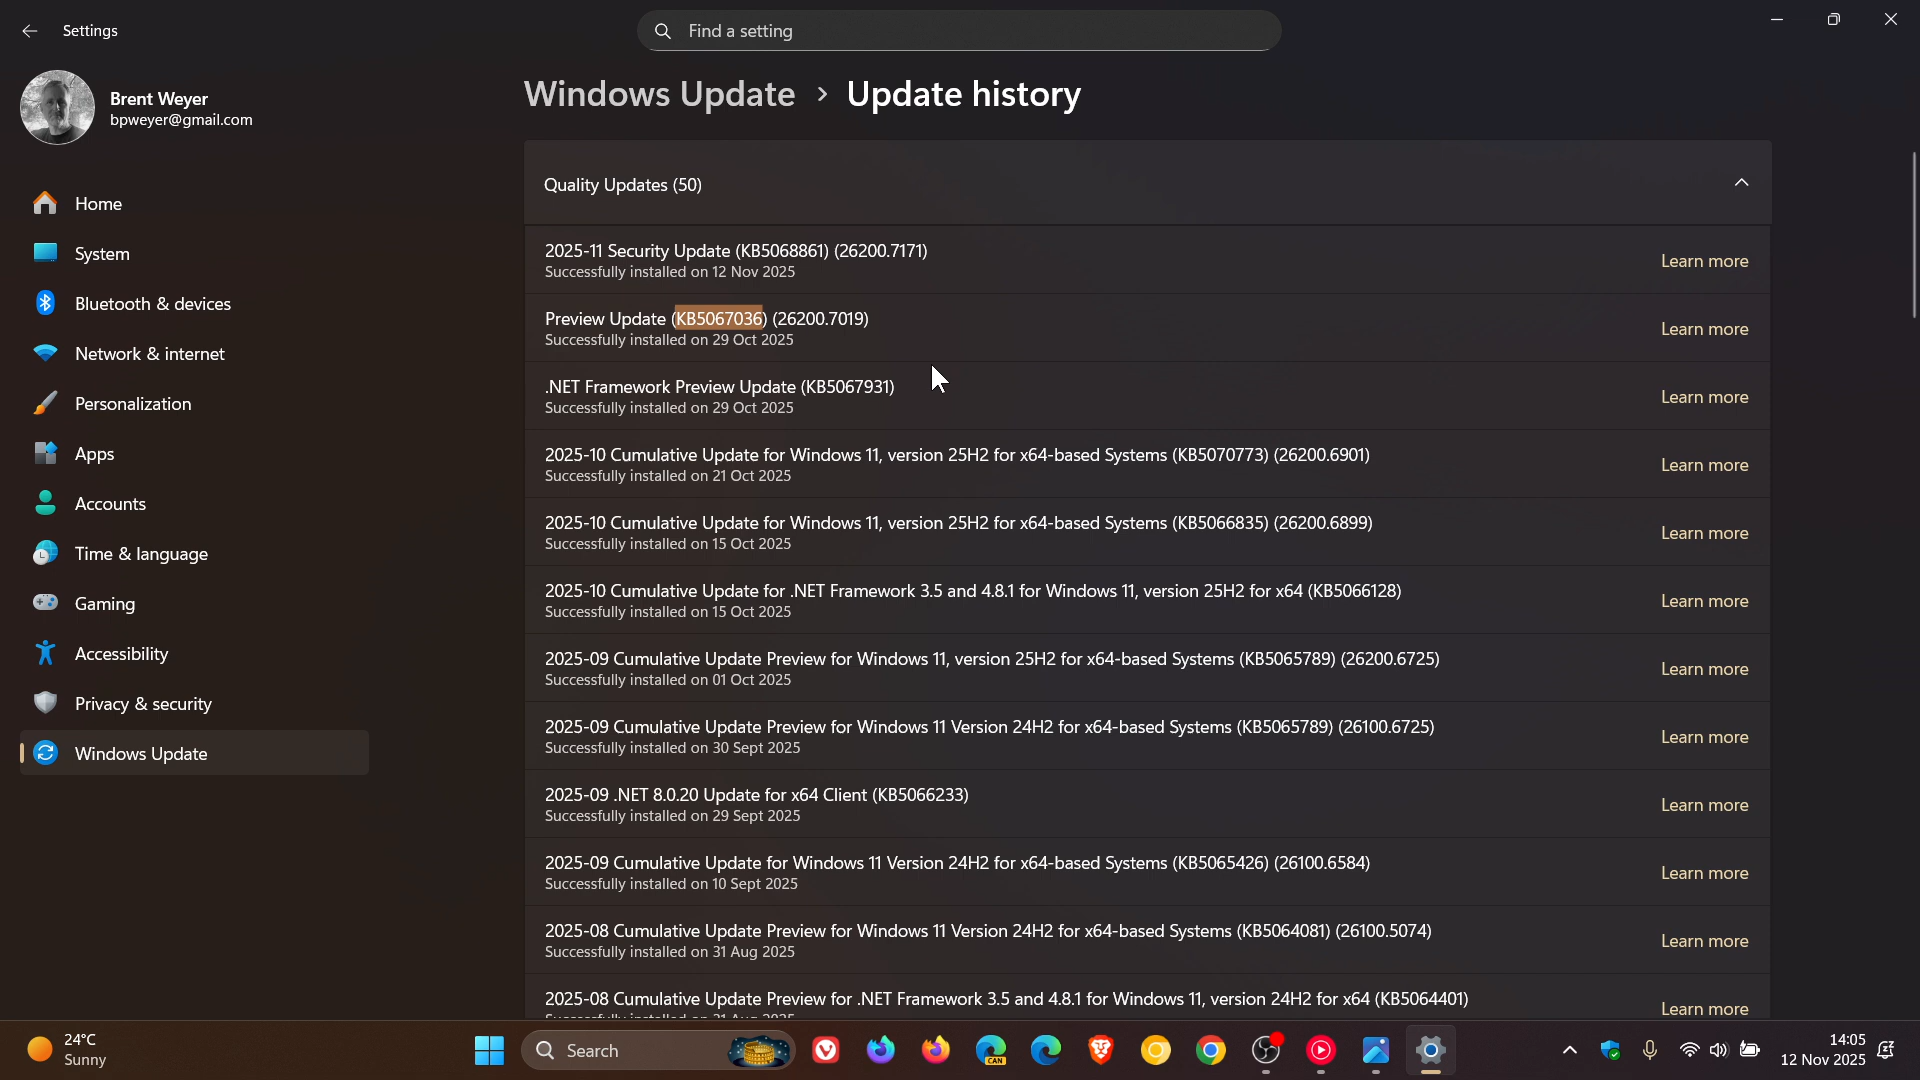 Settings
Find a setting
Brent Weyer
bpweyer@gmail.com
Home
System
Bluetooth & devices
Network & internet
Personalization
Apps
Accounts
Time & language
Gaming
Accessibility
Privacy & security
Windows Update
Windows Update > Update history
Quality Updates (50)
2025-11 Security Update (KB5068861) (26200.7171)
Successfully installed on 12 Nov 2025
Learn more
Preview Update (KB5067036) (26200.7019)
Successfully installed on 29 Oct 2025
Learn more
.NET Framework Preview Update (KB5067931)
Successfully installed on 29 Oct 2025
Learn more
2025-10 Cumulative Update for Windows 11, version 25H2 for x64-based Systems (KB5070773) (26200.6901)
Successfully installed on 21 Oct 2025
Learn more
2025-10 Cumulative Update for Windows 11, version 25H2 for x64-based Systems (KB5066835) (26200.6899)
Successfully installed on 15 Oct 2025
Learn more
2025-10 Cumulative Update for .NET Framework 3.5 and 4.8.1 for Windows 11, version 25H2 for x64 (KB5066128)
Successfully installed on 15 Oct 2025
Learn more
2025-09 Cumulative Update Preview for Windows 11, version 25H2 for x64-based Systems (KB5065789) (26200.6725)
Successfully installed on 01 Oct 2025
Learn more
2025-09 Cumulative Update Preview for Windows 11 Version 24H2 for x64-based Systems (KB5065789) (26100.6725)
Successfully installed on 30 Sept 2025
Learn more
2025-09 .NET 8.0.20 Update for x64 Client (KB5066233)
Successfully installed on 29 Sept 2025
Learn more
2025-09 Cumulative Update for Windows 11 Version 24H2 for x64-based Systems (KB5065426) (26100.6584)
Successfully installed on 10 Sept 2025
Learn more
2025-08 Cumulative Update Preview for Windows 11 Version 24H2 for x64-based Systems (KB5064081) (26100.5074)
Successfully installed on 31 Aug 2025
Learn more
2025-08 Cumulative Update Preview for .NET Framework 3.5 and 4.8.1 for Windows 11, version 24H2 for x64 (KB5064401)
Successfully installed on 31 Aug 2025
Learn more
24°C
Sunny
Search
CAN
14:05
12 Nov 2025